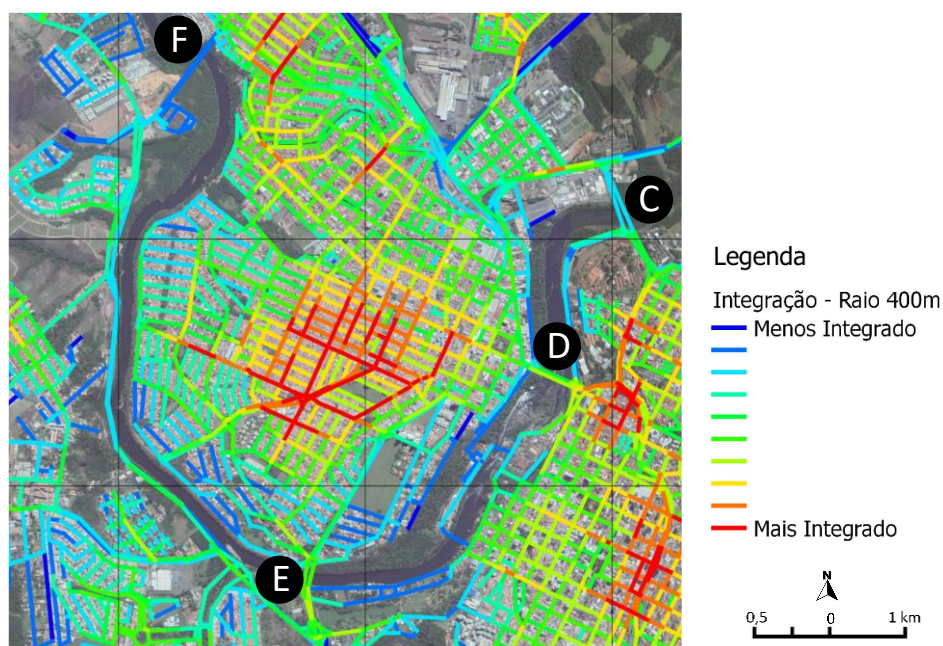 F
C
D
E
Legenda
Integração - Raio 400m
Menos Integrado
Mais Integrado
N
0,5 0 1 km